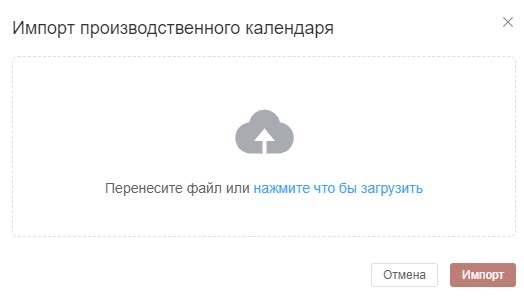 Импорт производственного календаря
Перенесите файл или нажмите что бы загрузить
Отмена
Импорт